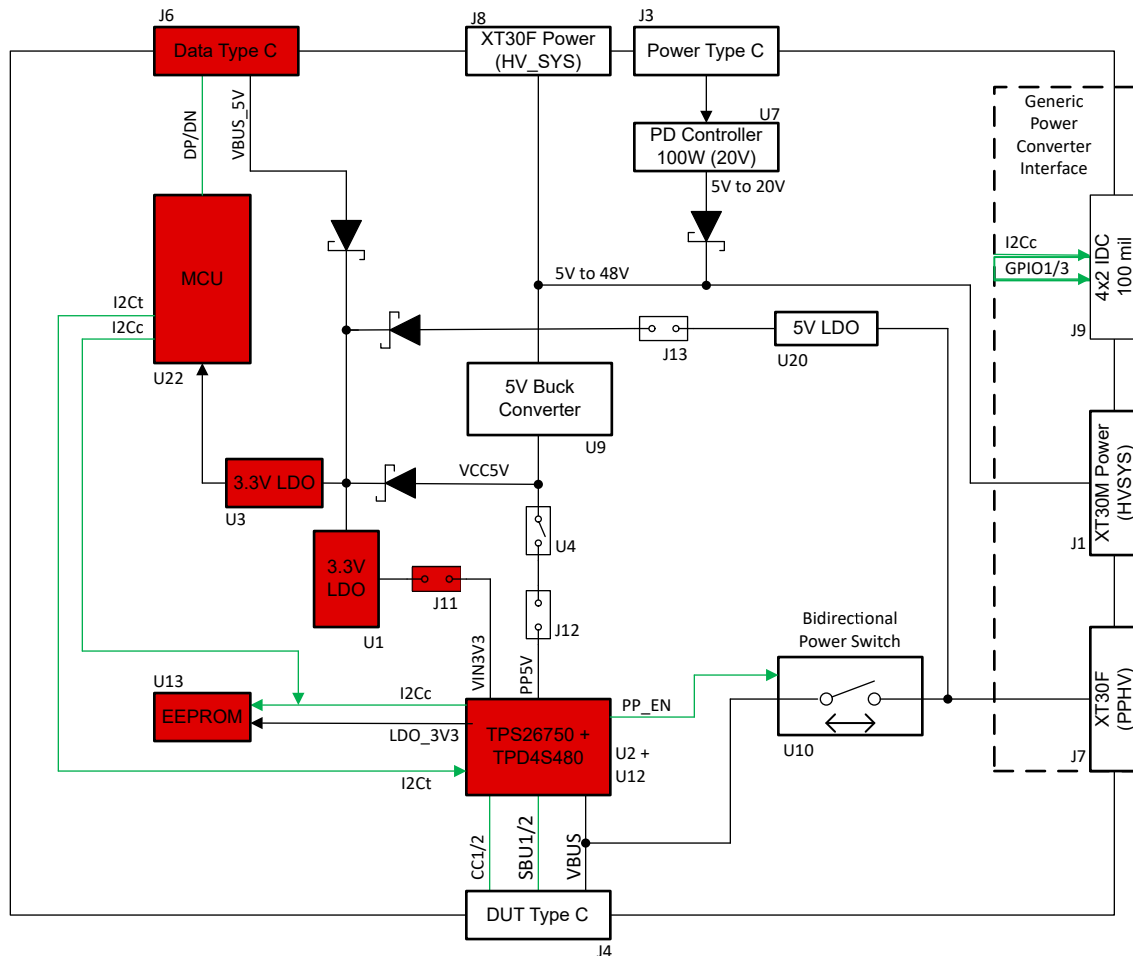 J6
J8
J3
Data Type C
XT30F Power
(HV_SYS)
Power Type C
DP/DN
VBUS_5V
U7
PD Controller
100W (20V)
5V to 20V
Generic
Power
Converter
Interface
MCU
I2Cc
GPIO1/3
4x2 IDC
100 mil
J9
5V to 48V
I2Ct
I2Cc
U22
J13
5V LDO
U20
5V Buck
Converter
U9
VCC5V
3.3V LDO
U3
XT30M Power
(HVSYS)
J1
U4
3.3V
LDO
U1
J11
J12
VIN3V3
PP5V
Bidirectional
Power Switch
U13
EEPROM
I2Cc
LDO_3V3
I2Ct
TPS26750 +
TPD4S480
U2 +
U12
PP_EN
U10
XT30F
(PPHV)
J7
CC1/2
SBU1/2
VBUS
DUT Type C
J4